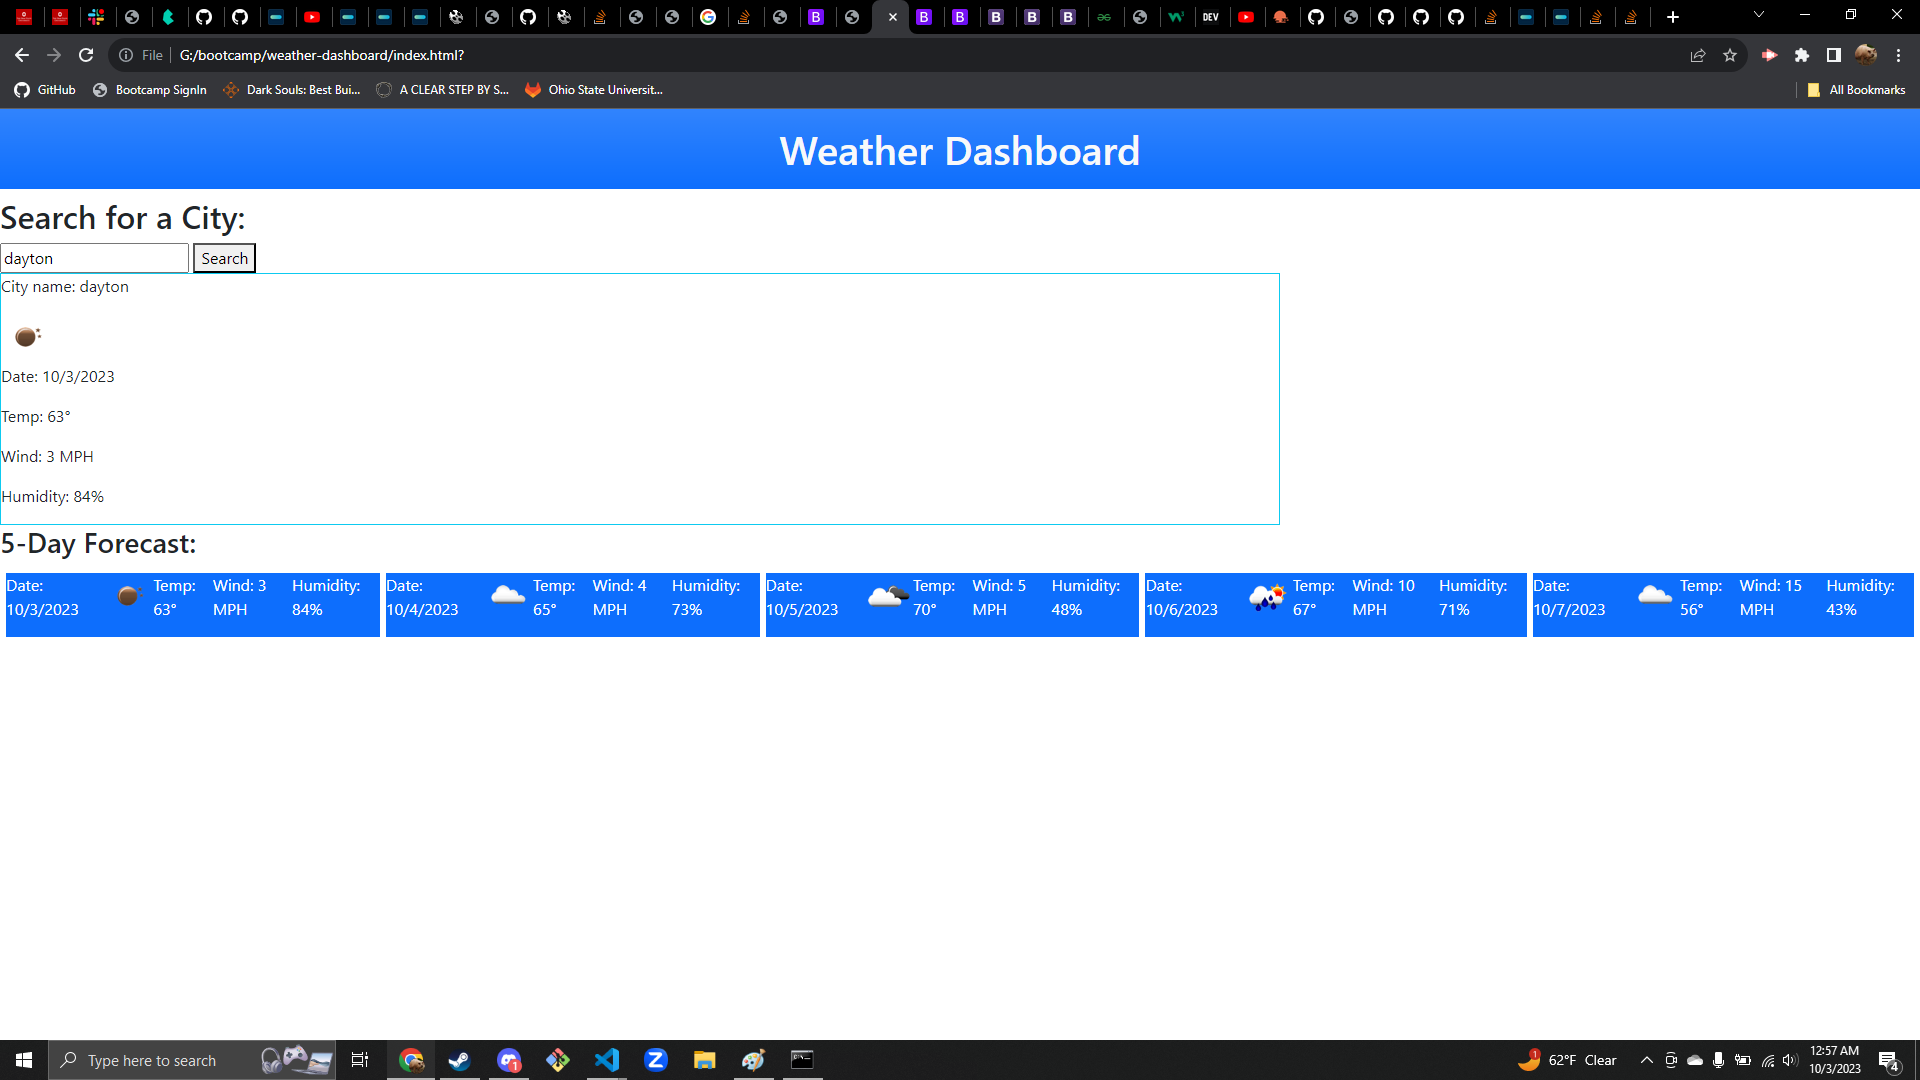 DEV
File
G:/bootcamp/weather-dashboard/index.html?
GitHub
Bootcamp SignIn
Dark Souls: Best Bui...
A CLEAR STEP BY S...
Ohio State Universit...
All Bookmarks
Weather Dashboard
Search for a City:
dayton
Search
City name: dayton
Date: 10/3/2023
Temp: 63°
Wind: 3 MPH
Humidity: 84%
5-Day Forecast:
Date:
10/3/2023
Temp:
63°
Wind: 3
MPH
Humidity:
84%
Date:
10/4/2023
Temp:
65°
Wind: 4
MPH
Humidity:
73%
Date:
10/5/2023
Temp:
70°
Wind: 5
MPH
Humidity:
48%
Date:
10/6/2023
Temp:
67°
Wind: 10
MPH
Humidity:
71%
Date:
10/7/2023
Temp:
56°
Wind: 15
MPH
Humidity:
43%
Type here to search
1
1
62°F Clear
12:57 AM
10/3/2023
4